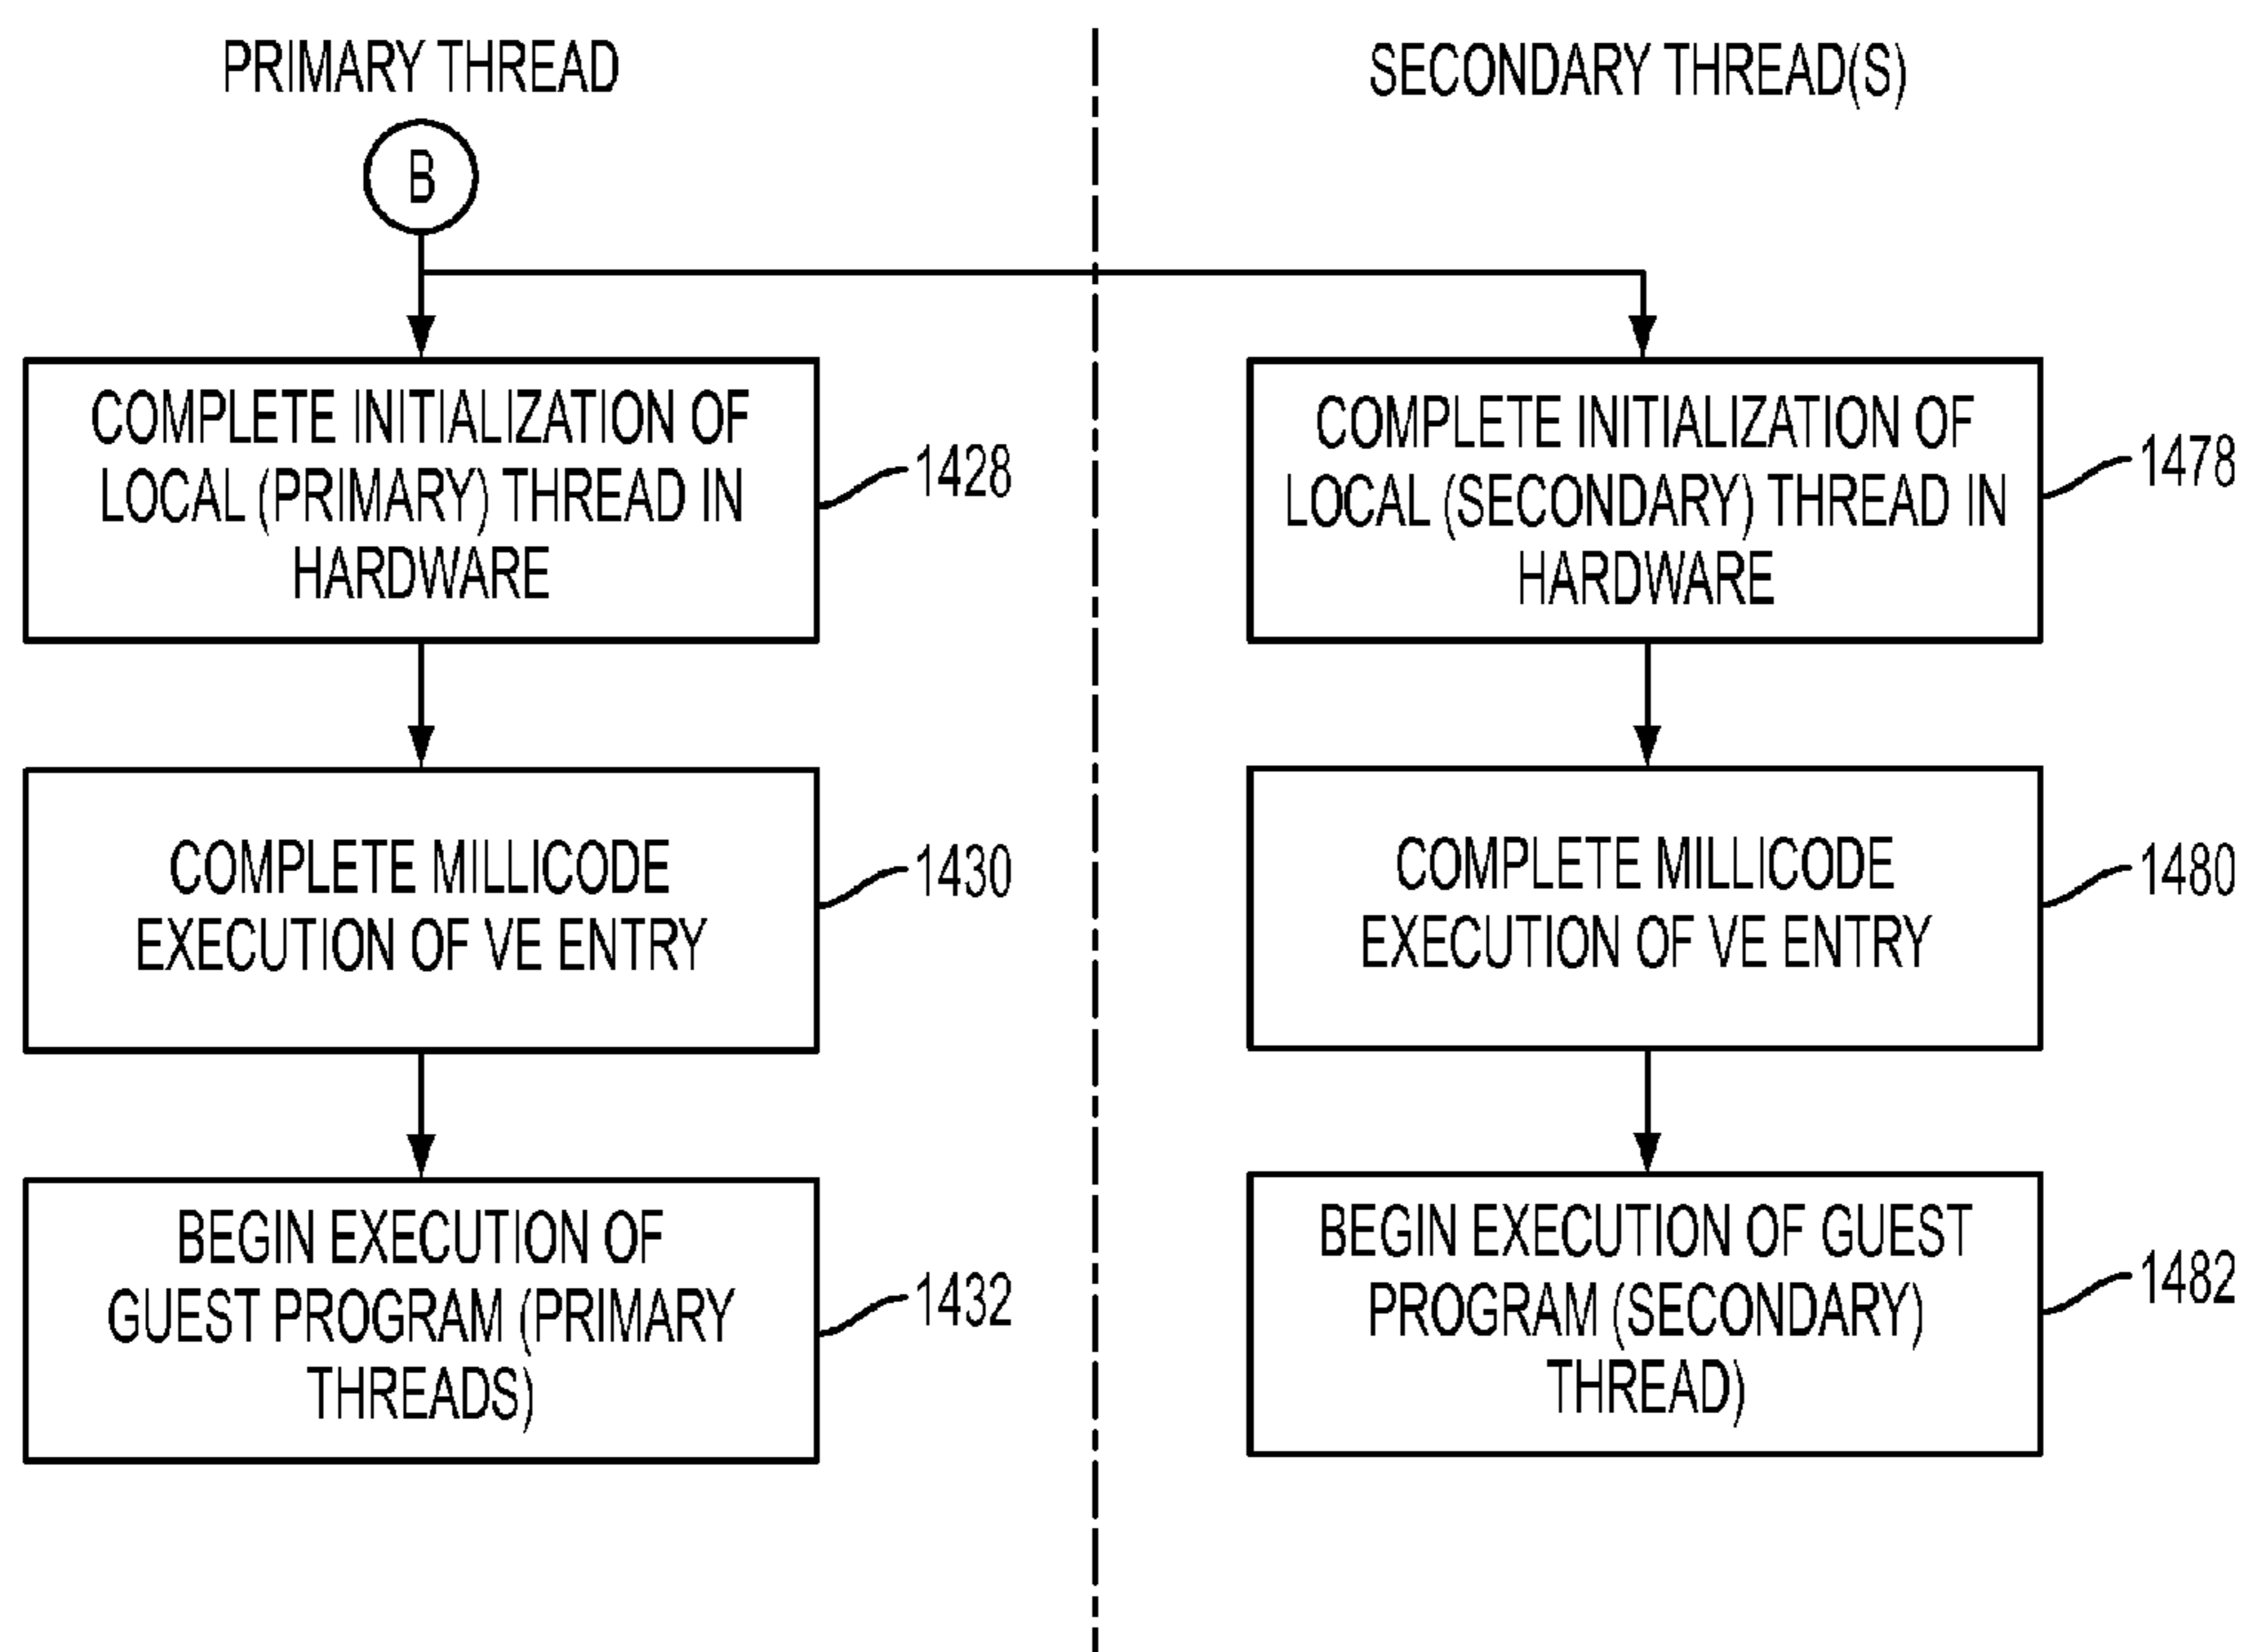 PRIMARY THREAD
B
COMPLETE INITIALIZATION OF
LOCAL (PRIMARY) THREAD IN
HARDWARE
1428
COMPLETE MILLICODE
EXECUTION OF VE ENTRY
1430
BEGIN EXECUTION OF
GUEST PROGRAM (PRIMARY
THREADS)
1432
SECONDARY THREAD(S)
COMPLETE INITIALIZATION OF
LOCAL (SECONDARY) THREAD IN
HARDWARE
1478
COMPLETE MILLICODE
EXECUTION OF VE ENTRY
1480
BEGIN EXECUTION OF GUEST
PROGRAM (SECONDARY)
THREAD)
1482